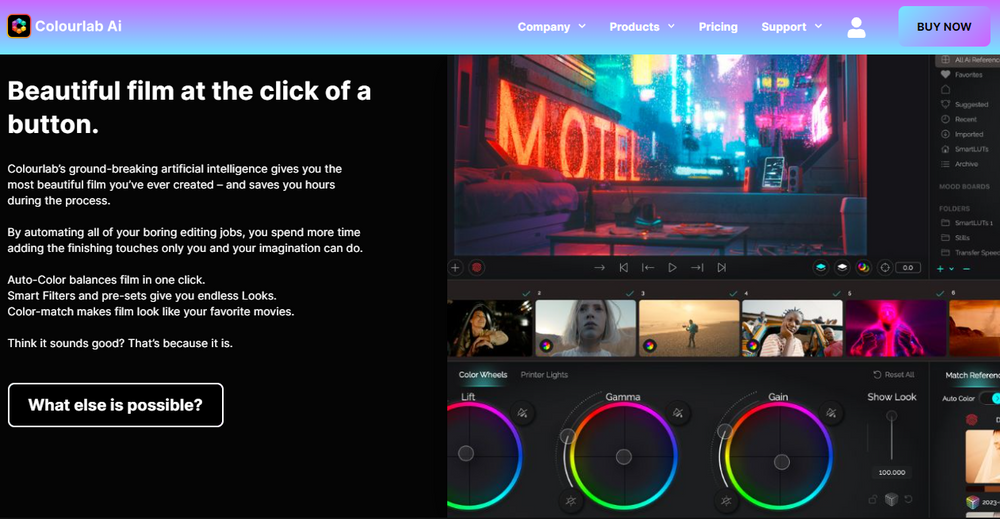 Colourlab Ai
Company
Products
Pricing
Support
BUY NOW
Beautiful film at the click of a
button.
Colourlab's ground-breaking artificial intelligence gives you the
most beautiful film you've ever created – and saves you hours
during the process.
By automating all of your boring editing jobs, you spend more time
adding the finishing touches only you and your imagination can do.
Auto-Color balances film in one click.
Smart Filters and pre-sets give you endless Looks.
Color-match makes film look like your favorite movies.
Think it sounds good? That's because it is.
What else is possible?
MOTEL
All Ai Reference
Favorites
Suggested
Recent
Imported
SmartLUTs
Archive
MOOD BOARDS
FOLDERS
SmartLUTs 1
Stills
Transfer Speed
0.0
2
3
4
5
6
Color Wheels
Printer Lights
Reset All
Match Referenc
Lift
Gamma
Gain
Show Look
Auto Color
100.000
D
2023-